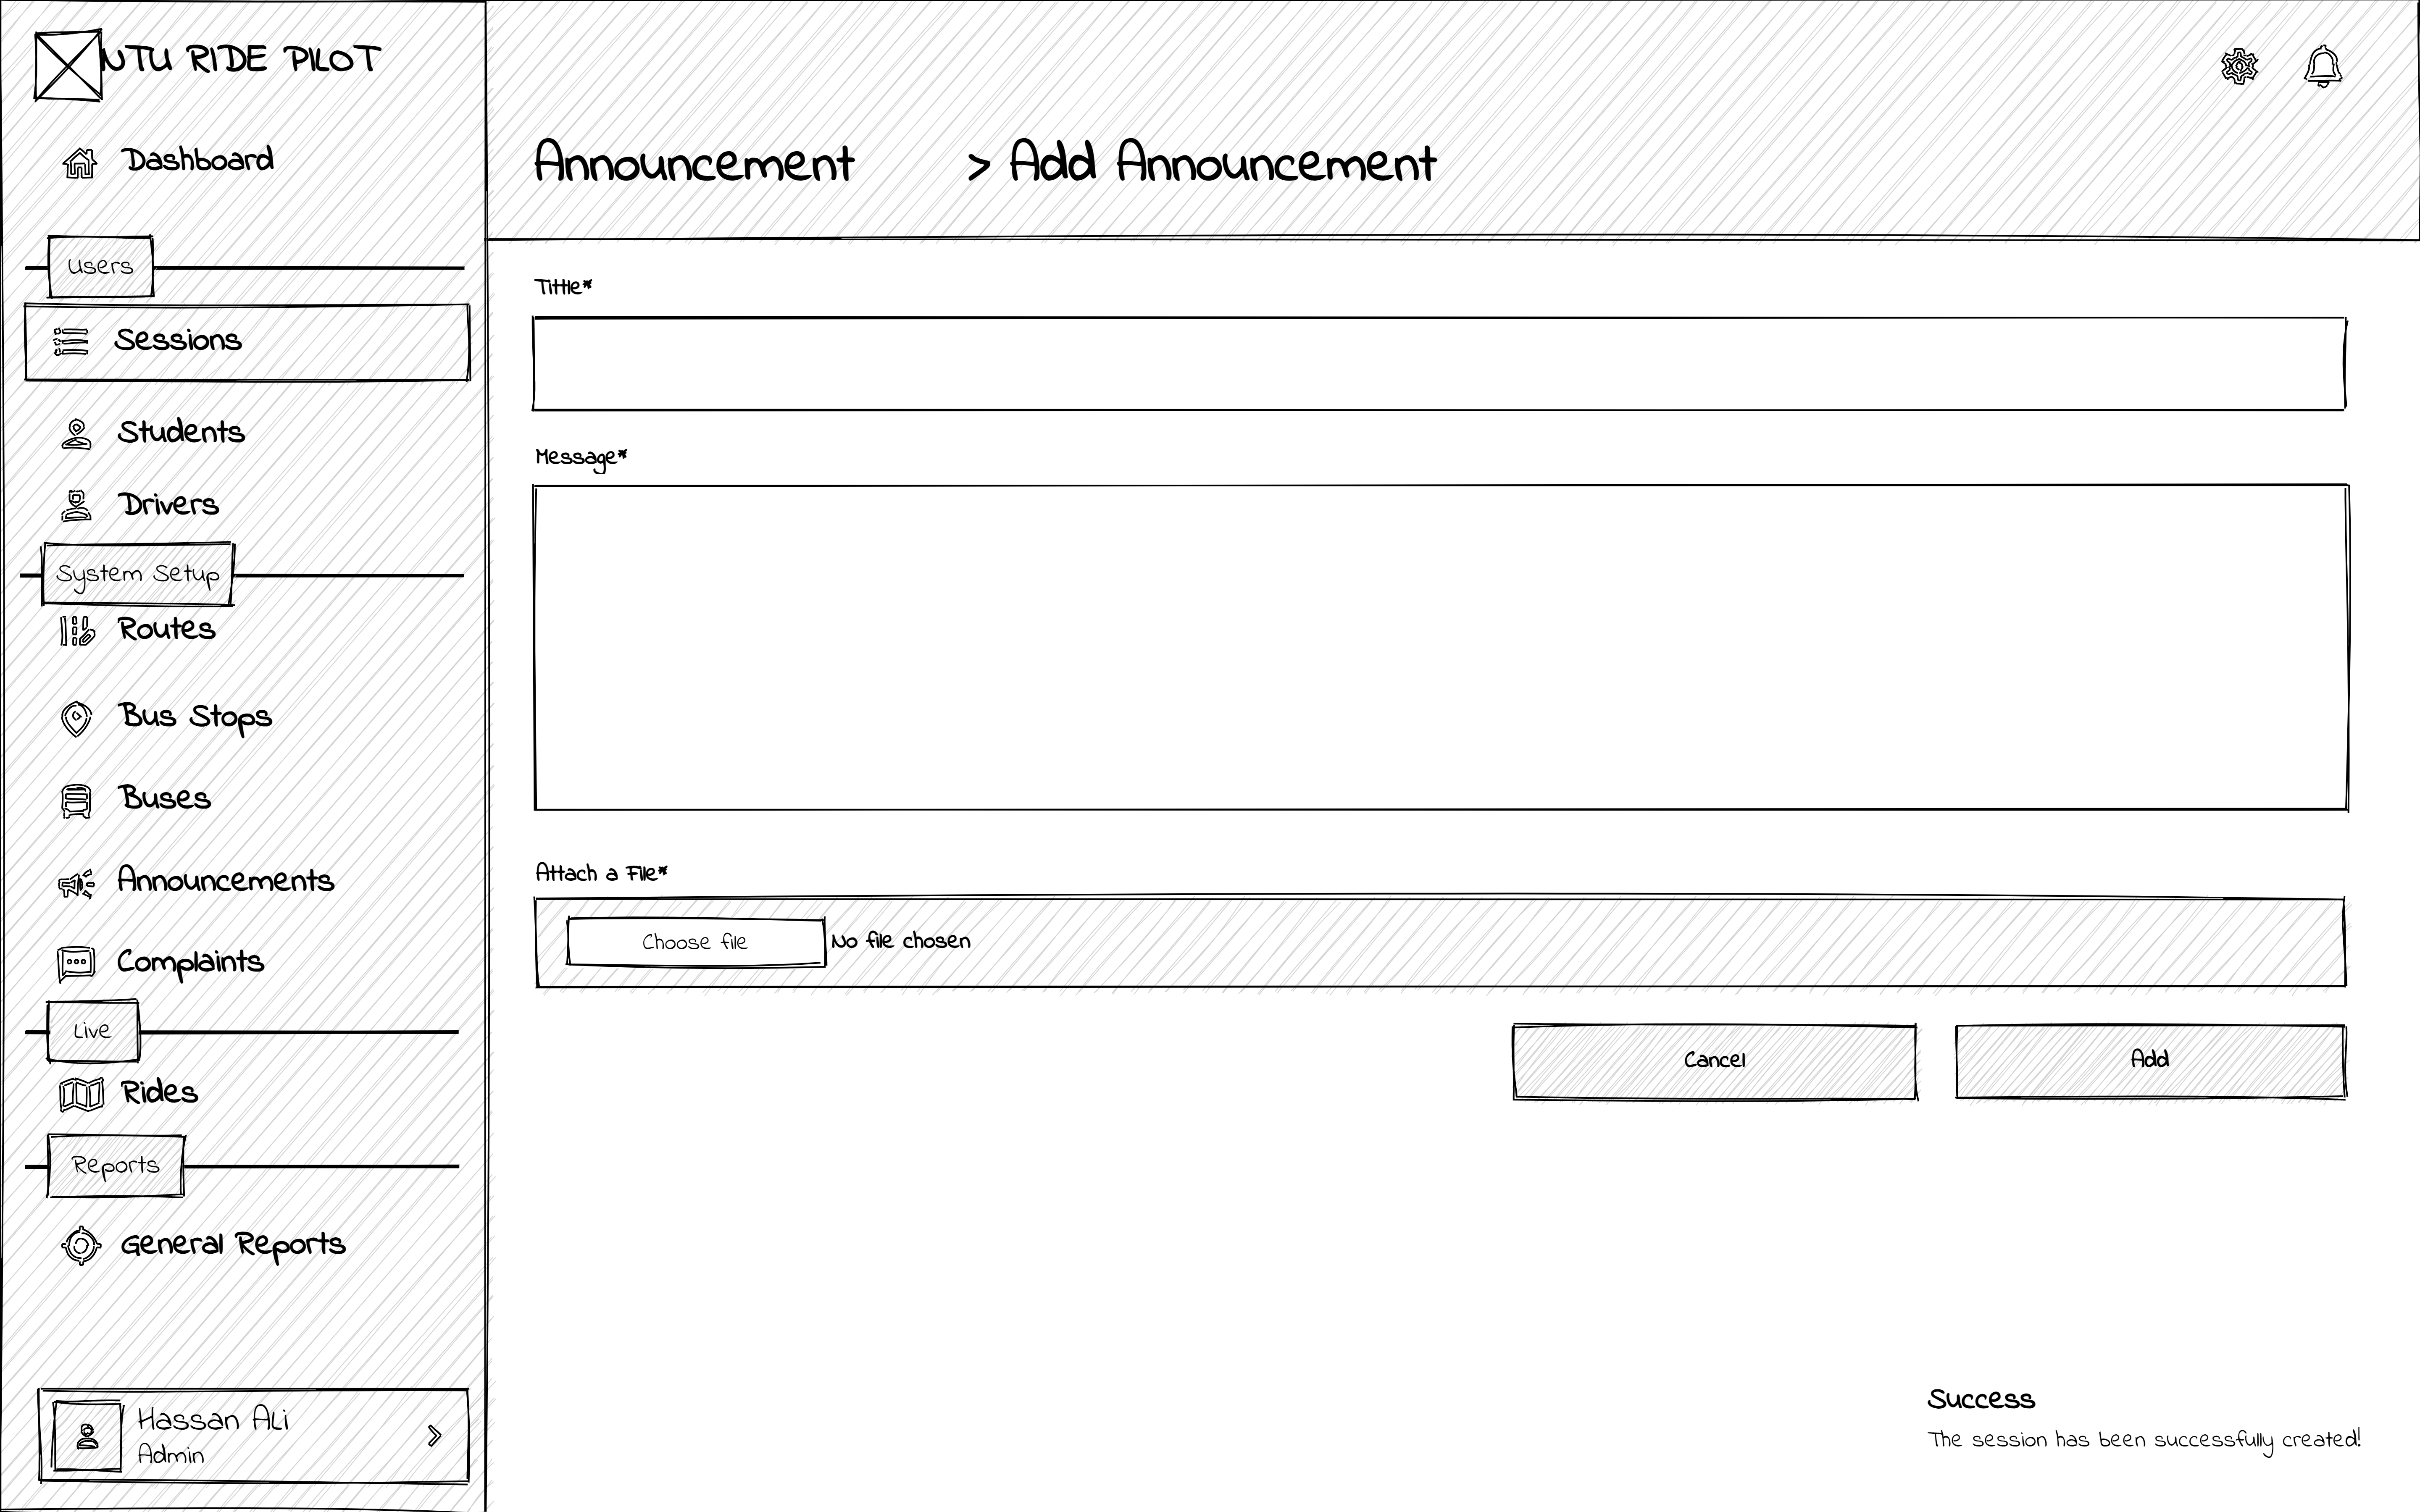 NTU RIDE PILOT
Dashboard
Users
Sessions
Students
Drivers
System Setup
Routes
Bus Stops
Buses
Announcements
Complaints
Live
Rides
Reports
General Reports
Hassan Ali
Admin
Announcement > Add Announcement
Tittle*
Message*
Attach a File*
Choose file No file chosen
Cancel Add
Success
The session has been successfully created!